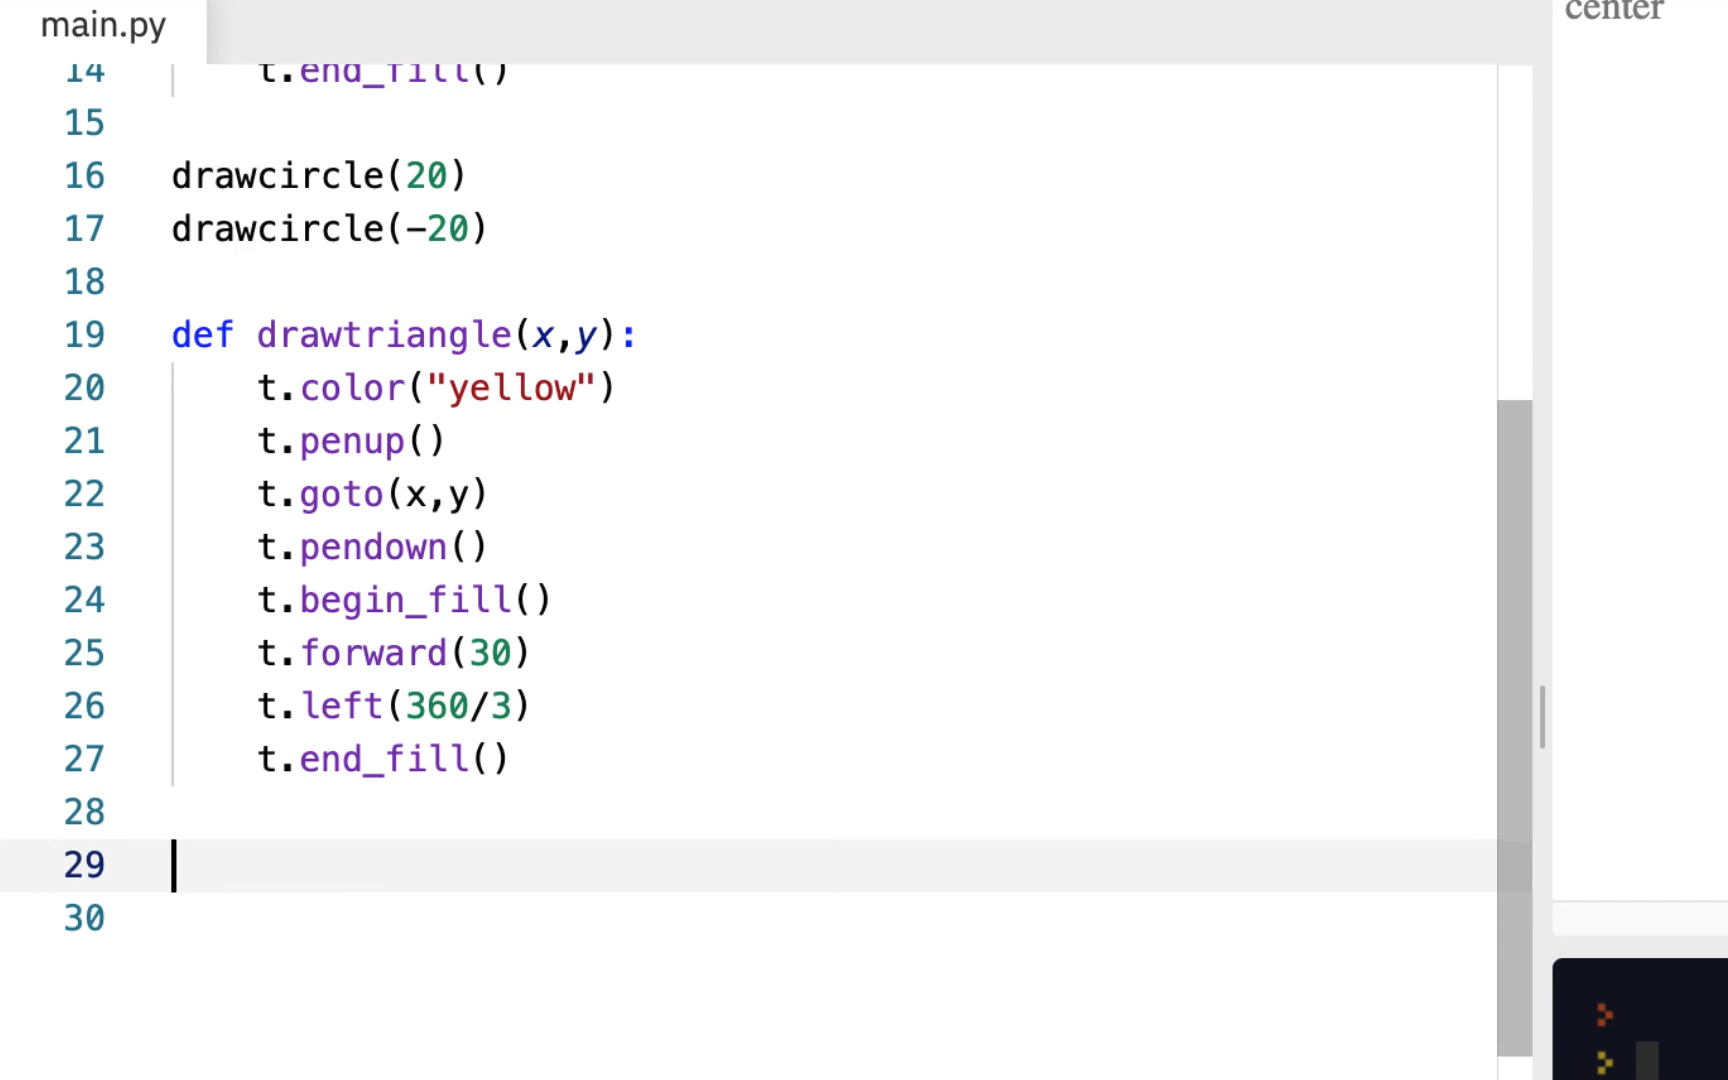 main.py
center
14 t.end_fill()
15
16 drawcircle(20)
17 drawcircle(-20)
18
19 def drawtriangle(x,y):
20 t.color("yellow")
21 t.penup()
22 t.goto(x,y)
23 t.pendown()
24 t.begin_fill()
25 t.forward(30)
26 t.left(360/3)
27 t.end_fill()
28
29
30
>
>